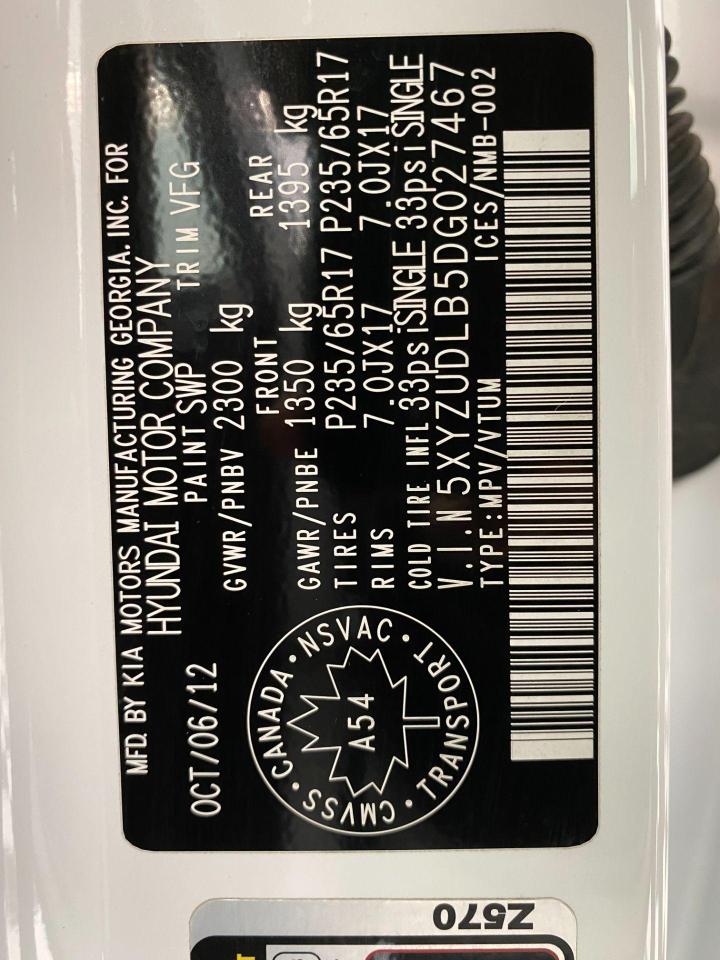 MFD. BY KIA MOTORS MANUFACTURING GEORGIA. INC. FOR
HYUNDAI MOTOR COMPANY
OCT/06/12 PAINT SWP TRIM VFG
GVWR/PNBV 2300 kg
FRONT REAR
GAWR/PNBE 1350 kg 1395 kg
TIRES P235/65R17 P235/65R17
RIMS 7.0JX17 7.0JX17
COLD TIRE INFL 33psiSINGLE 33psiSINGLE
V.I.N 5XYZUDLB5DG027467
TYPE:MPV/VTUM ICES/NMB-002
CANADA • NSVAC • TRANSPORT • CMVSS •
A54
Z570